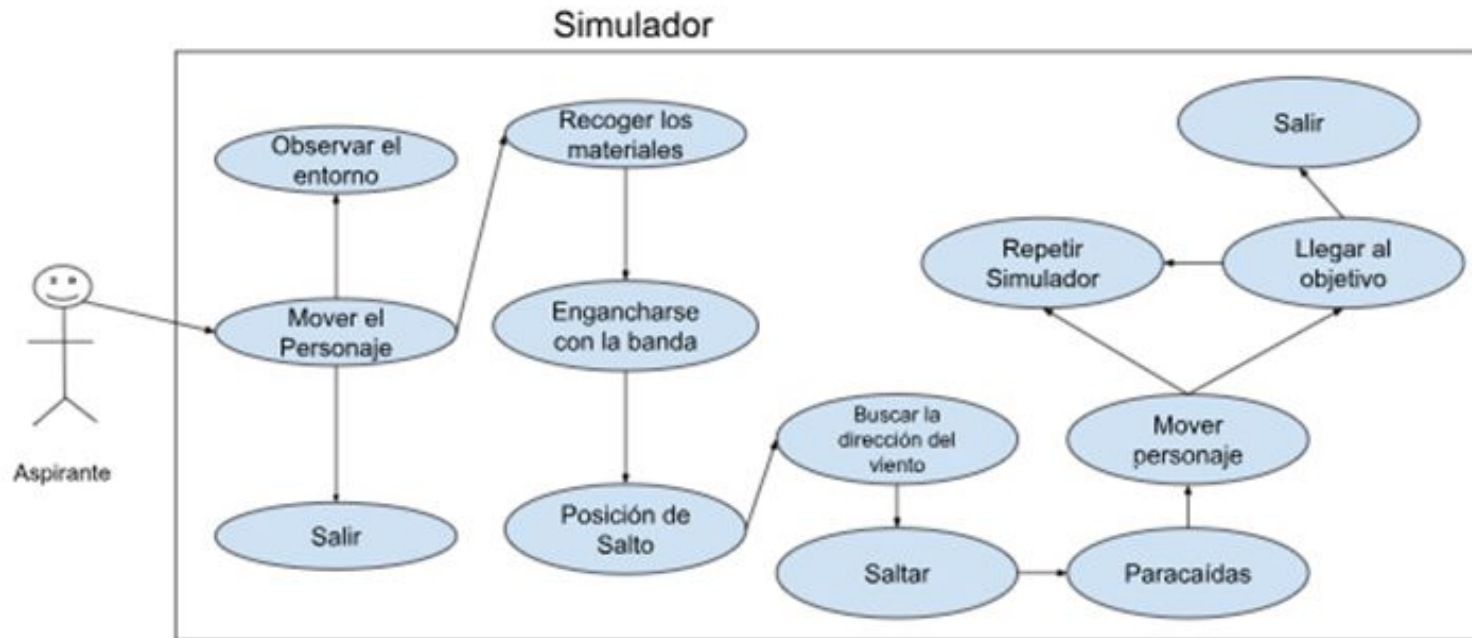 Simulador
Observar el
entorno
Recoger los
materiales
Salir
Repetir
Simulador
Llegar al
objetivo
Mover el
Personaje
Engancharse
con la banda
Buscar la
dirección del
viento
Mover
personaje
Aspirante
Salir
Posición de
Salto
Saltar
Paracaídas